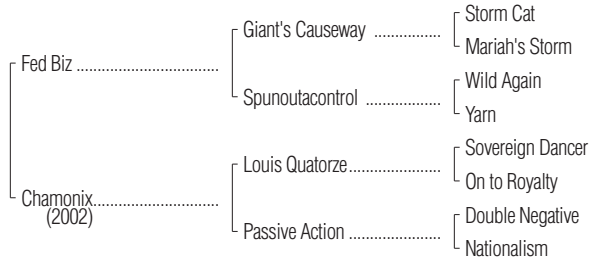 Storm Cat
Giant's Causeway ..................
Mariah's Storm
Fed Biz ................................
Wild Again
Spunoutacontrol .................
Yarn
Sovereign Dancer
Louis Quatorze.....................
On to Royalty
Chamonix............................
(2002)
Double Negative
Passive Action .....................
Nationalism